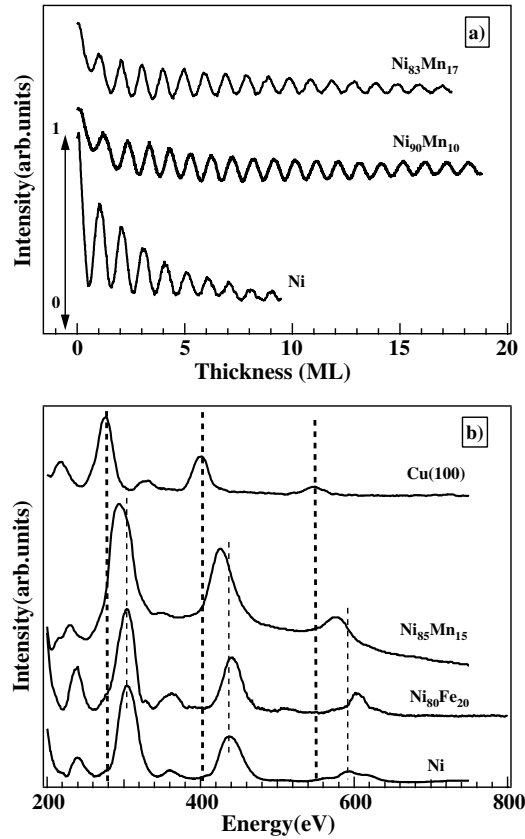 a)
Ni₈₃Mn₁₇
Ni₉₀Mn₁₀
Ni
1
0
Intensity(arb.units)
0 5 10 15 20
Thickness (ML)
b)
Cu(100)
Ni₈₅Mn₁₅
Ni₈₀Fe₂₀
Ni
Intensity(arb.units)
200 400 600 800
Energy(eV)